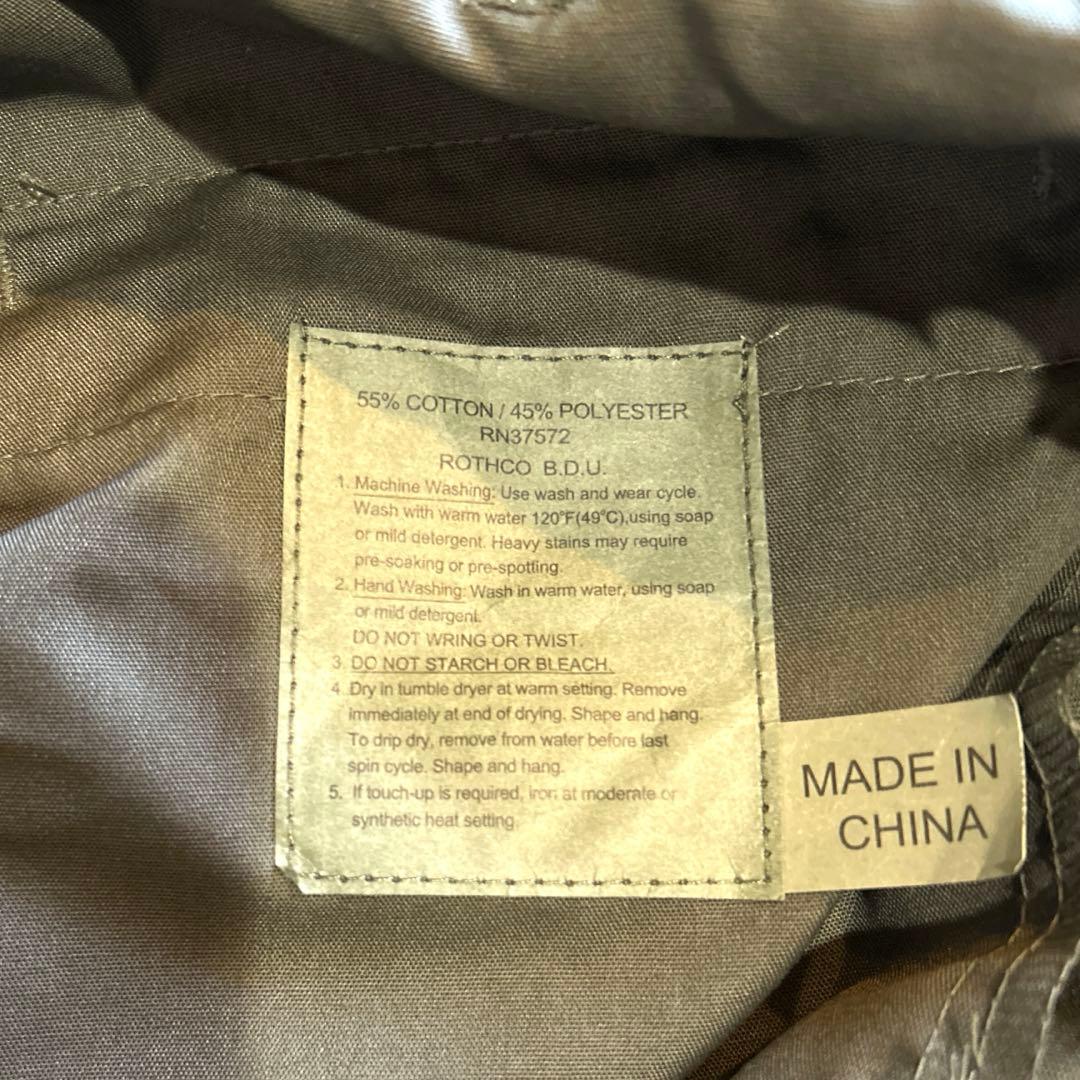 55% COTTON / 45% POLYESTER
RN37572
ROTHCO B.D.U.
1. Machine Washing: Use wash and wear cycle.
Wash with warm water 120°F(49°C),using soap
or mild detergent. Heavy stains may require
pre-soaking or pre-spotting.
2. Hand Washing: Wash in warm water, using soap
or mild detergent.
DO NOT WRING OR TWIST.
3. DO NOT STARCH OR BLEACH.
4. Dry in tumble dryer at warm setting. Remove
immediately at end of drying. Shape and hang.
To drip dry, remove from water before last
spin cycle. Shape and hang.
5. If touch-up is required, iron at moderate or
synthetic heat setting.
MADE IN
CHINA